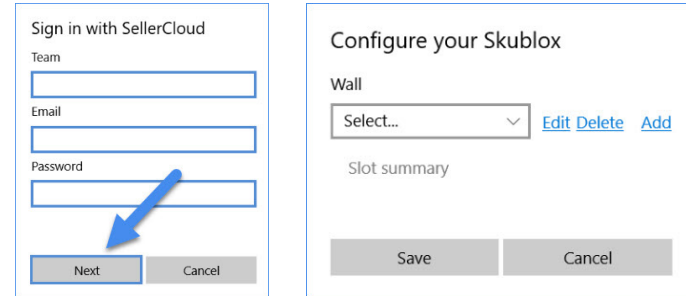 Sign in with SellerCloud
Team
Email
Password
Next
Cancel
Configure your Skublox
Wall
Select...
Edit Delete Add
Slot summary
Save
Cancel